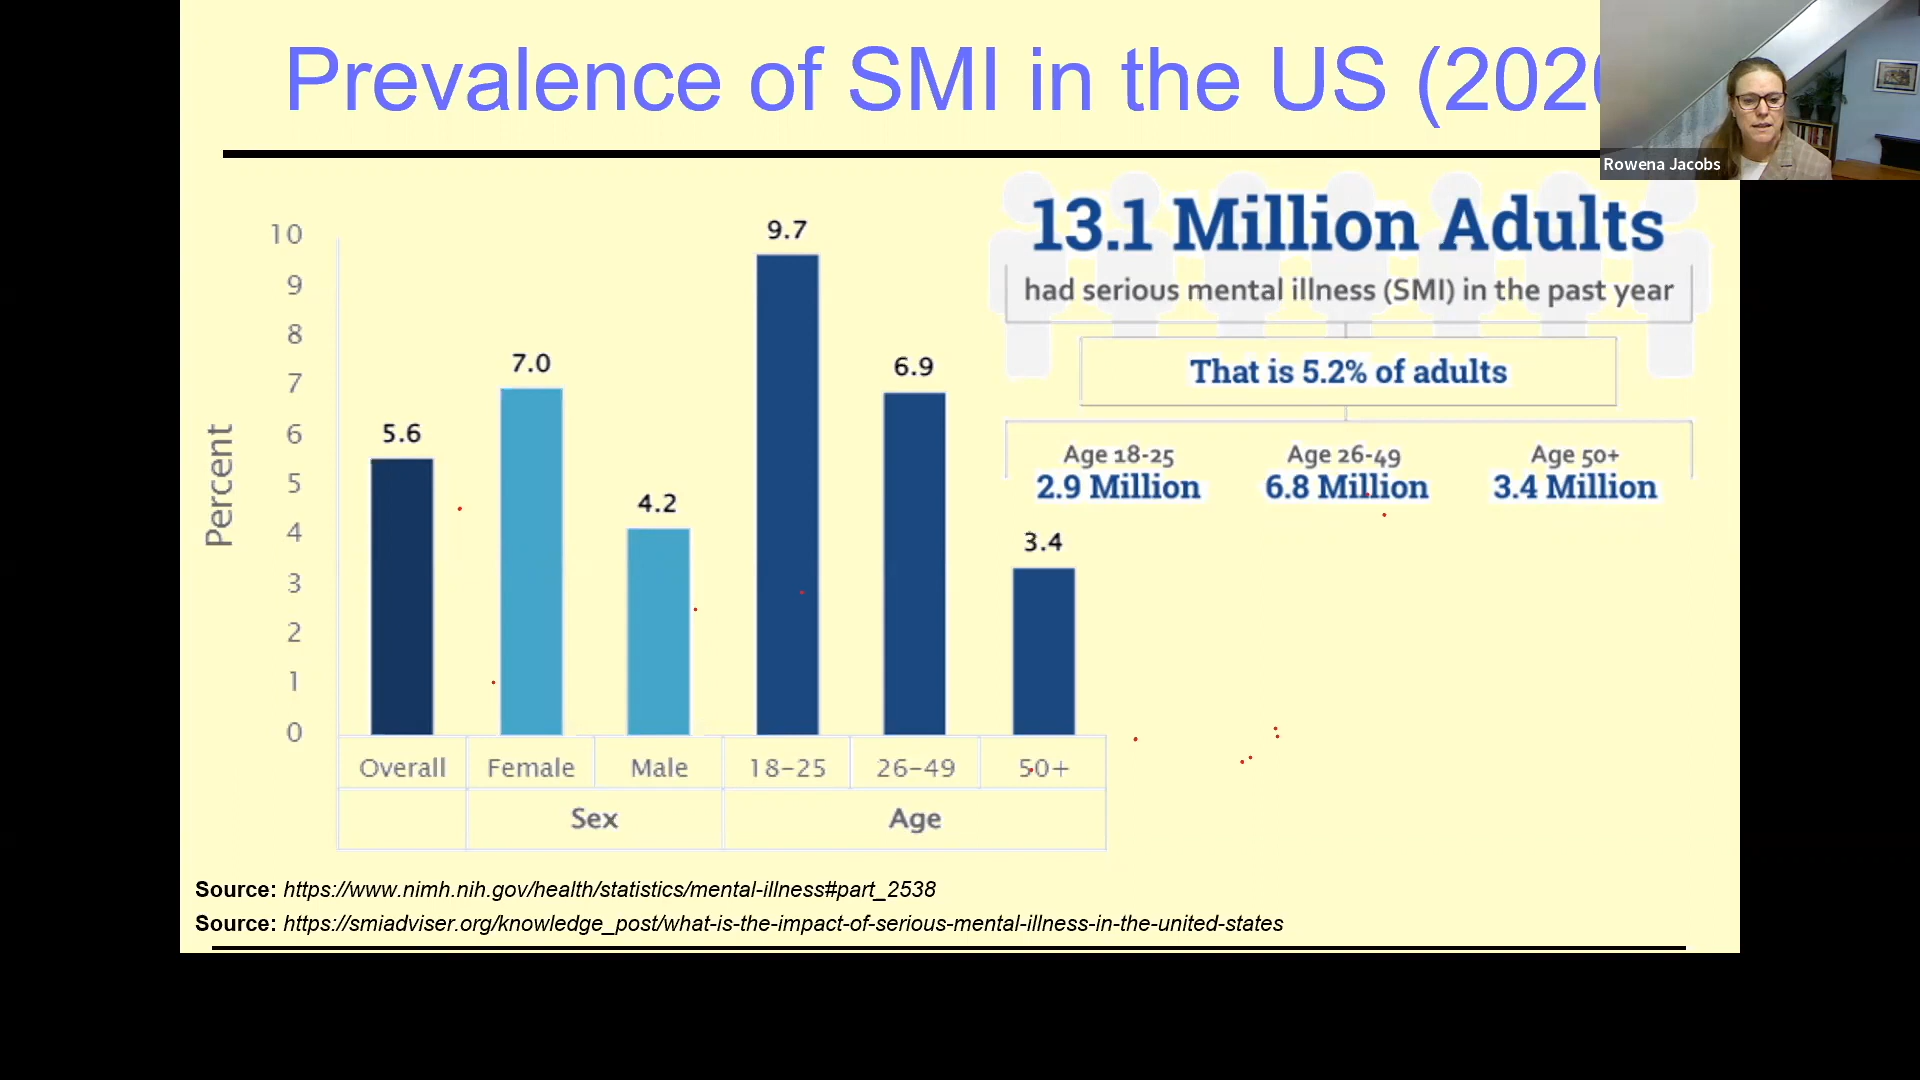 Prevalence of SMI in the US (202
Rowena Jacobs
13.1 Million Adults
had serious mental illness (SMI) in the past year
That is 5.2% of adults
Age 18-25
2.9 Million
Age 26-49
6.8 Million
Age 50+
3.4 Million
Percent
10
9
8
7
6
5
4
3
2
1
0
5.6
7.0
4.2
9.7
6.9
3.4
Overall
Female
Male
18-25
26-49
50+
Sex
Age
Source: https://www.nimh.nih.gov/health/statistics/mental-illness#part_2538
Source: https://smiadviser.org/knowledge_post/what-is-the-impact-of-serious-mental-illness-in-the-united-states